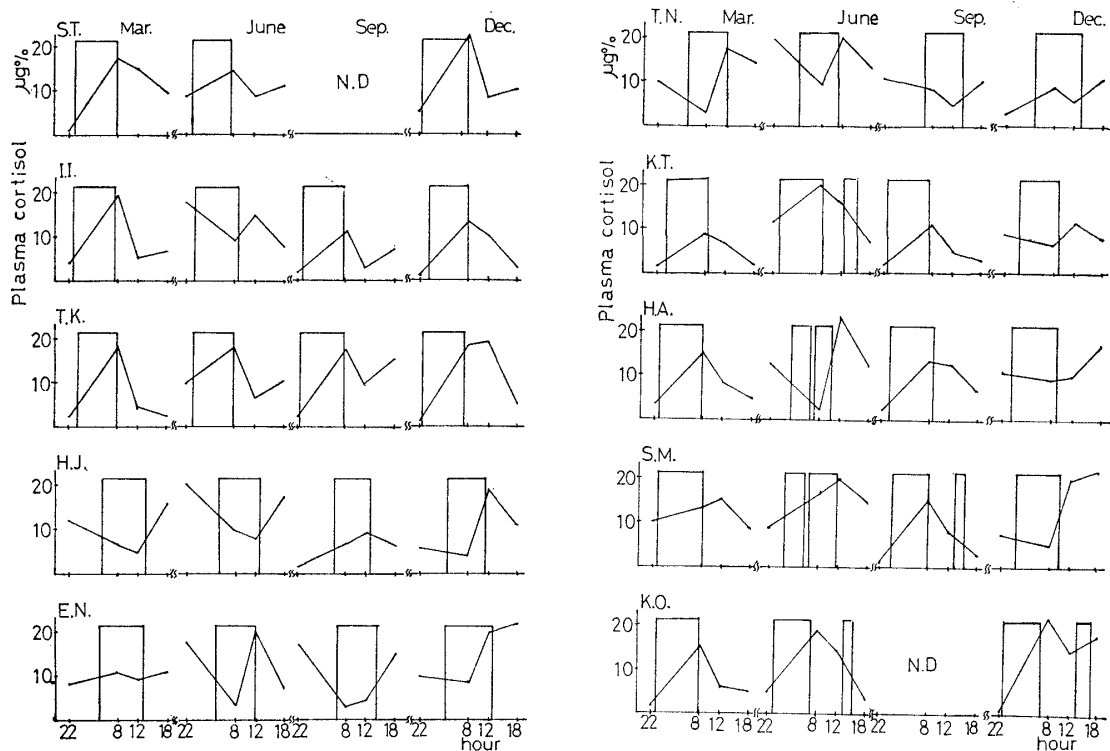 S.T. Mar. June Sep. Dec.
μg%
20
10
N.D
Plasma cortisol
I.I.
20
10
T.K.
20
10
H.J.
20
10
E.N.
20
10
22 8 12 18 22 8 12 18 22 8 12 18 22 8 12 18
hour
T.N. Mar. June Sep. Dec.
20
10
Plasma cortisol
K.T.
20
10
H.A.
20
10
S.M.
20
10
K.O.
20
10
N.D
22 8 12 18 22 8 12 18 22 8 12 18 22 8 12 18
hour